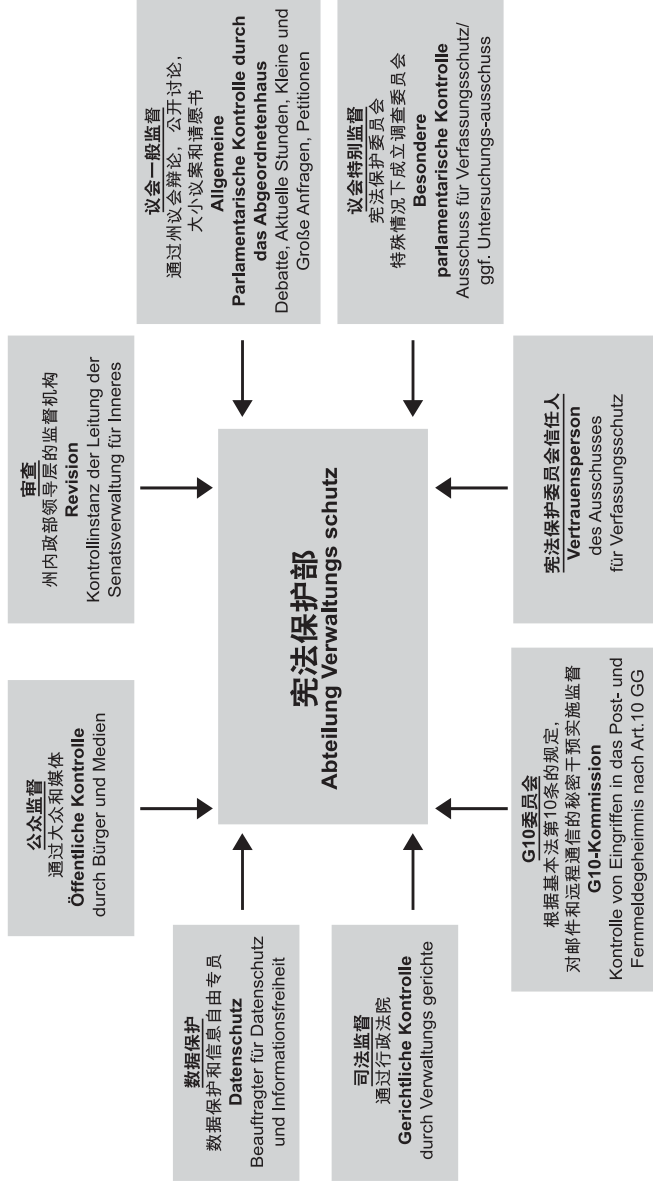 公众监督
通过大众和媒体
Öffentliche Kontrolle
durch Bürger und Medien
审查
州内政部领导层的监督机构
Revision
Kontrollinstanz der Leitung der
Senatsverwaltung für Inneres
数据保护
数据保护和信息自由专员
Datenschutz
Beauftragter für Datenschutz
und Informationsfreiheit
议会一般监督
通过州议会辩论，公开讨论，
大小议案和请愿书
Allgemeine
Parlamentarische Kontrolle durch
das Abgeordnetenhaus
Debatte, Aktuelle Stunden, Kleine und
Große Anfragen, Petitionen
宪法保护部
Abteilung Verwaltungs schutz
司法监督
通过行政法院
Gerichtliche Kontrolle
durch Verwaltungs gerichte
议会特别监督
宪法保护委员会
特殊情况下成立调查委员会
Besondere
parlamentarische Kontrolle
Ausschuss für Verfassungsschutz/
ggf. Untersuchungs-ausschuss
G10委员会
根据基本法第10条的规定，
对邮件和远程通信的秘密干预实施监督
G10-Kommission
Kontrolle von Eingriffen in das Post- und
Fernmeldegeheimnis nach Art.10 GG
宪法保护委员会信任人
Vertrauensperson
des Ausschusses
für Verfassungsschutz